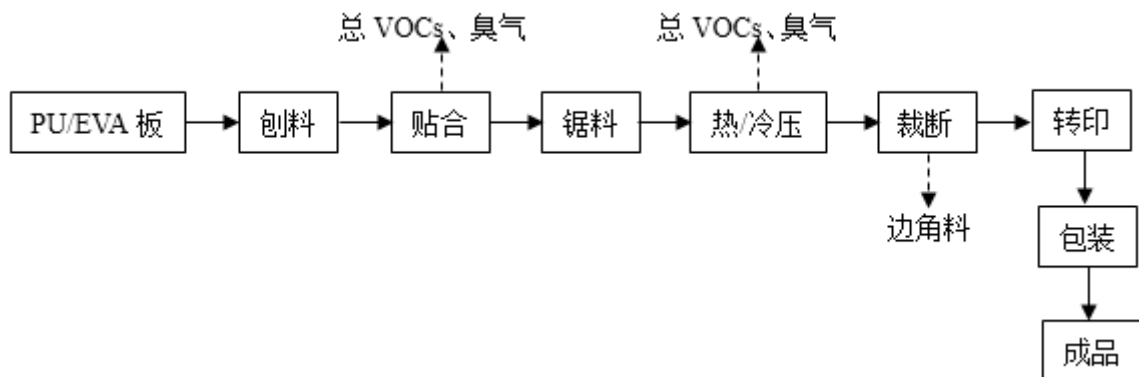 总 VOCs、臭气
总 VOCs、臭气
PU/EVA 板
刨料
贴合
锯料
热/冷压
裁断
转印
边角料
包装
成品